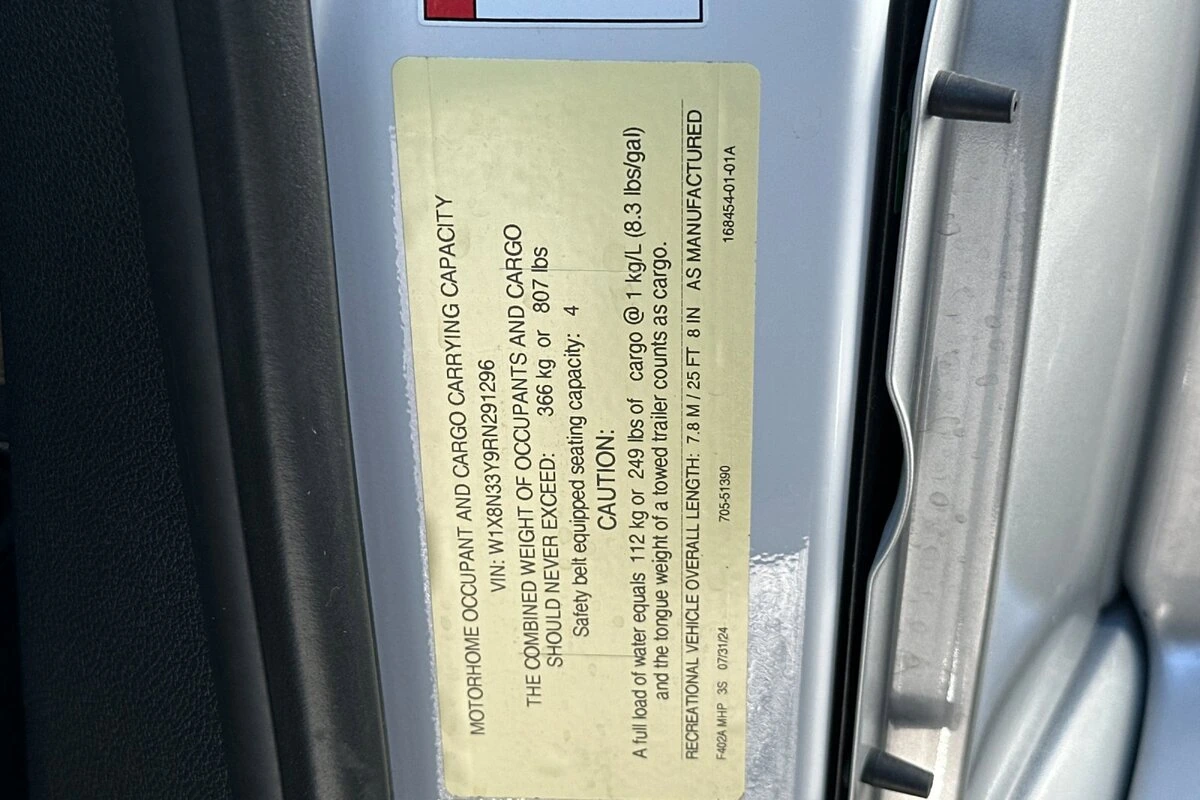 MOTORHOME OCCUPANT AND CARGO CARRYING CAPACITY
VIN: W1X8N33Y9RN291296
THE COMBINED WEIGHT OF OCCUPANTS AND CARGO
SHOULD NEVER EXCEED: 366 kg or 807 lbs
Safety belt equipped seating capacity: 4
CAUTION:
A full load of water equals 112 kg or 249 lbs of cargo @ 1 kg/L (8.3 lbs/gal)
and the tongue weight of a towed trailer counts as cargo.
RECREATIONAL VEHICLE OVERALL LENGTH: 7.8 M / 25 FT 8 IN AS MANUFACTURED
F402A MHP 3S 07/31/24 705-51390 168454-01-01A